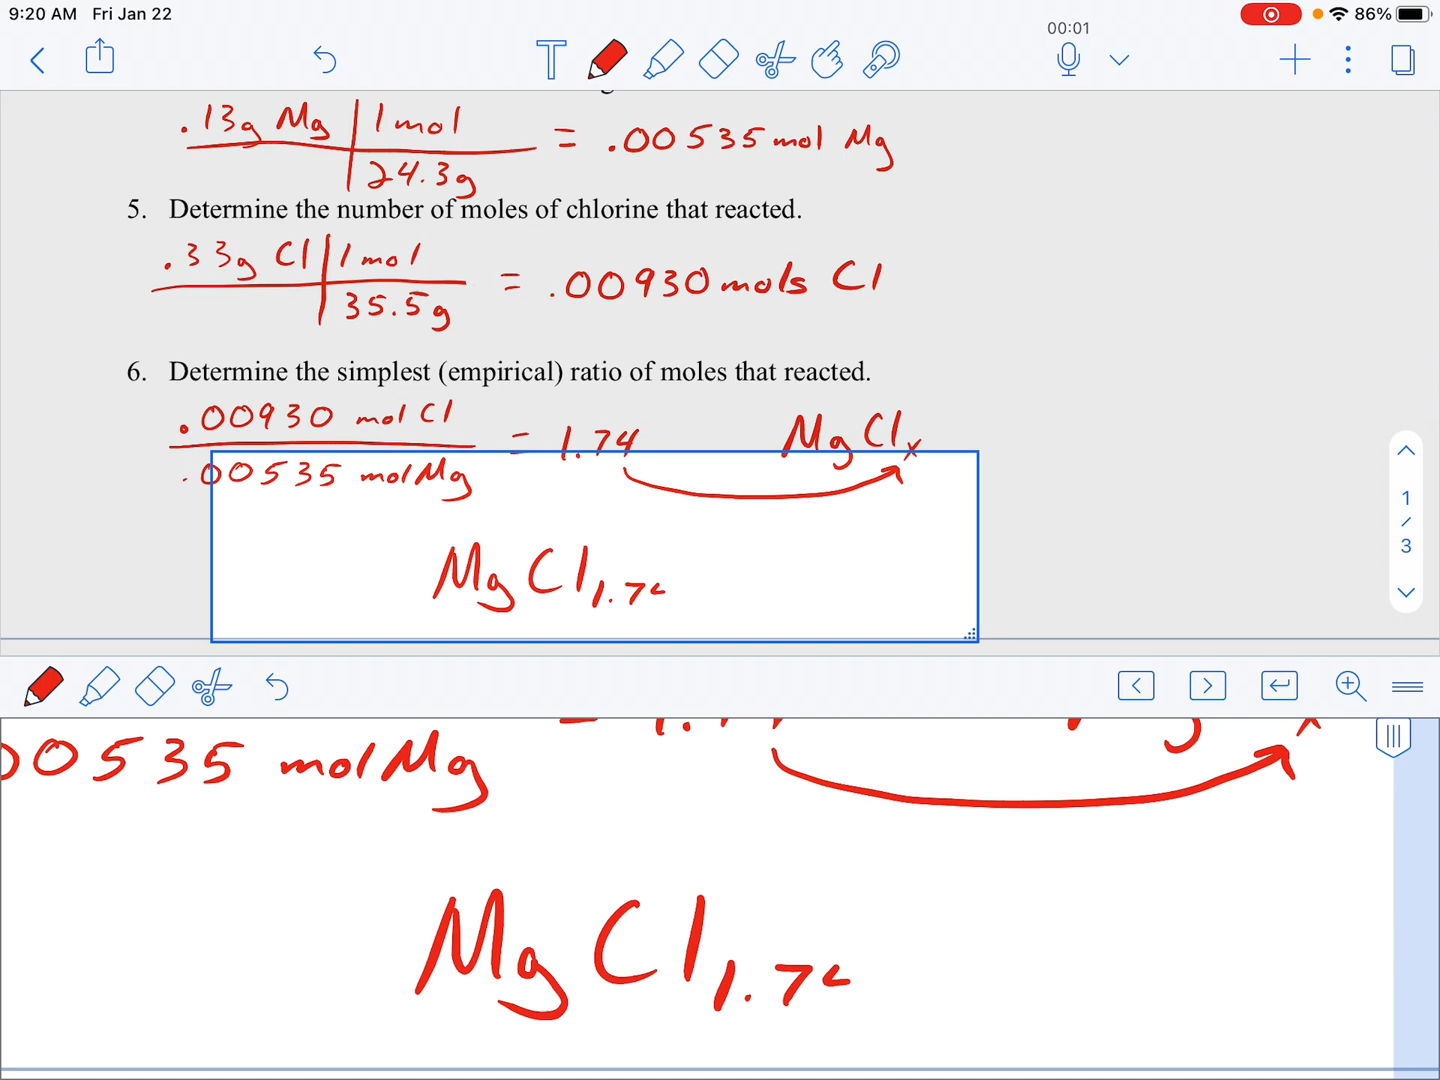 9:20 AM Fri Jan 22
86%
00:01
.13g Mg | 1 mol = .00535 mol Mg
24.3g
5. Determine the number of moles of chlorine that reacted.
.33g Cl | 1 mol = .00930 mols Cl
35.5g
6. Determine the simplest (empirical) ratio of moles that reacted.
.00930 mol Cl = 1.74 MgClx
.00535 mol Mg
MgCl1.74
1
/
3
00535 mol Mg
MgCl1.7